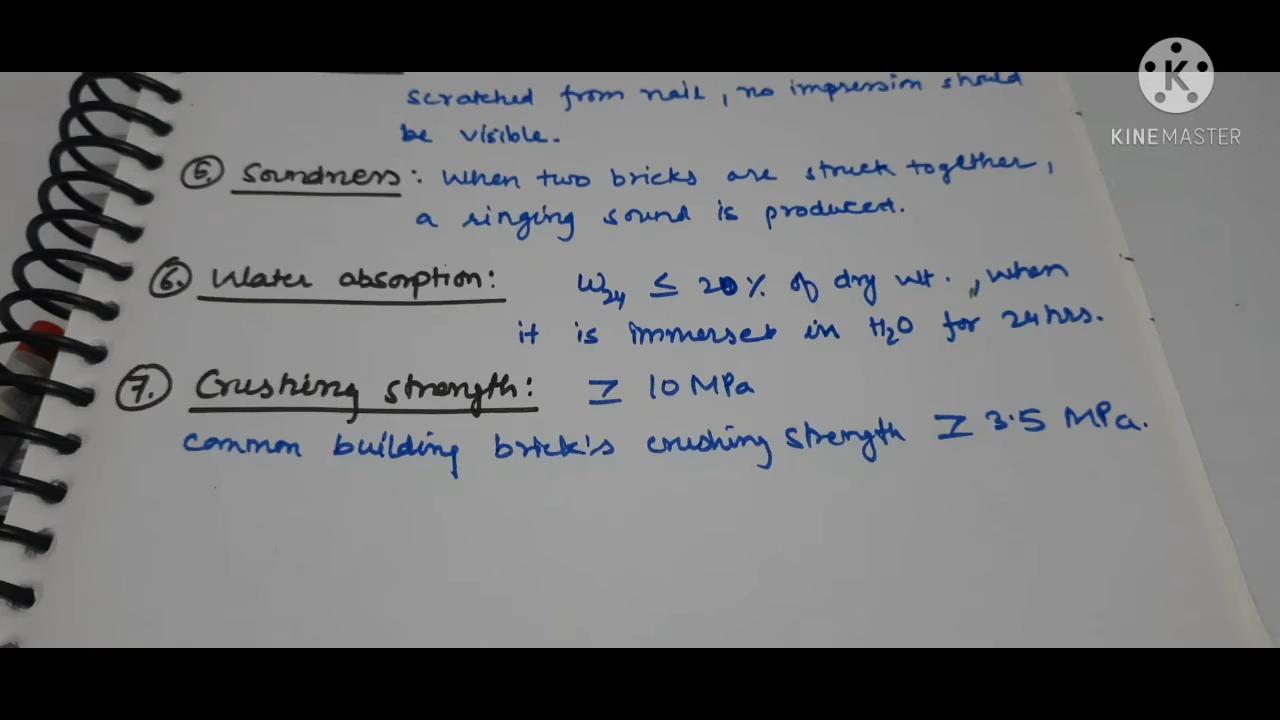 scratched from nail, no impression should
be visible.
5. Soundness: When two bricks are struck together,
a ringing sound is produced.
6. Water absorption: W24 ≤ 20% of dry wt., when
it is immersed in H2O for 24 hrs.
7. Crushing strength: ≥ 10 MPa
common building brick's crushing strength ≥ 3.5 MPa.
K
KINEMASTER